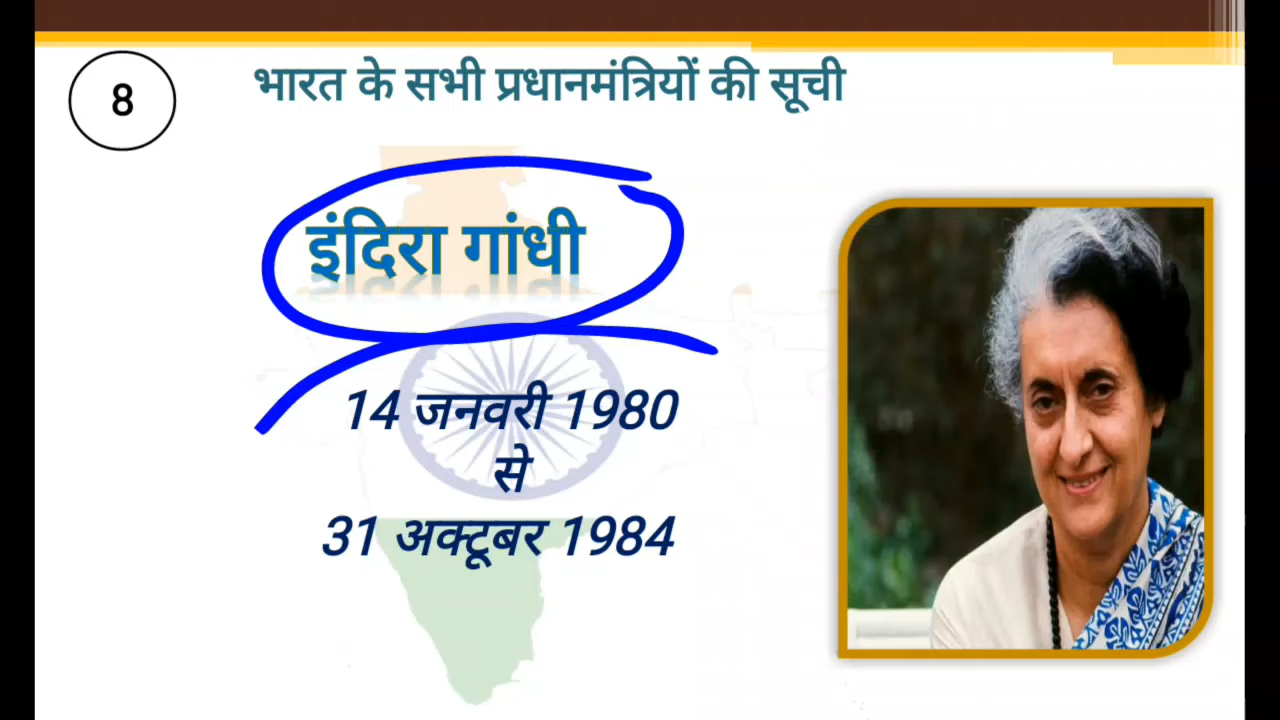 8
भारत के सभी प्रधानमंत्रियों की सूची
इंदिरा गांधी
14 जनवरी 1980
से
31 अक्टूबर 1984